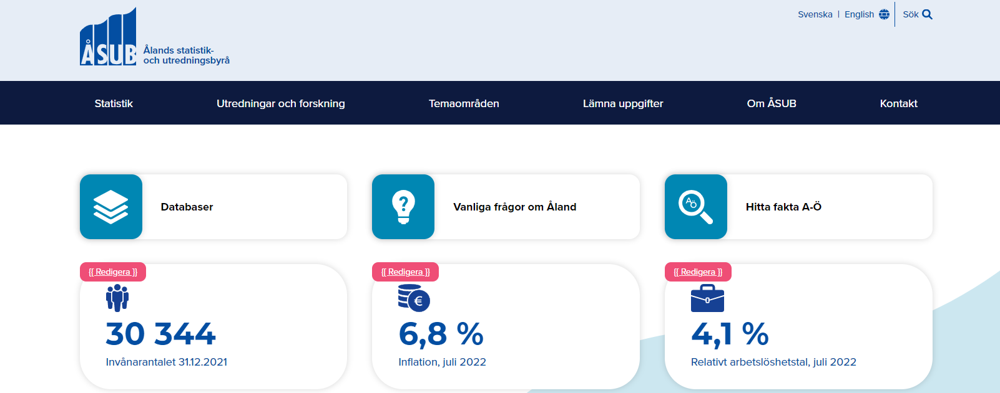 Svenska | English
Sök
ÅSUB
Ålands statistik-
och utredningsbyrå
Statistik
Utredningar och forskning
Temaområden
Lämna uppgifter
Om ÅSUB
Kontakt
Databaser
?
Vanliga frågor om Åland
AÖ
Hitta fakta A-Ö
{[ Redigera ]}
30 344
Invånarantalet 31.12.2021
{[ Redigera ]}
€
6,8 %
Inflation, juli 2022
{[ Redigera ]}
4,1 %
Relativt arbetslöshetstal, juli 2022